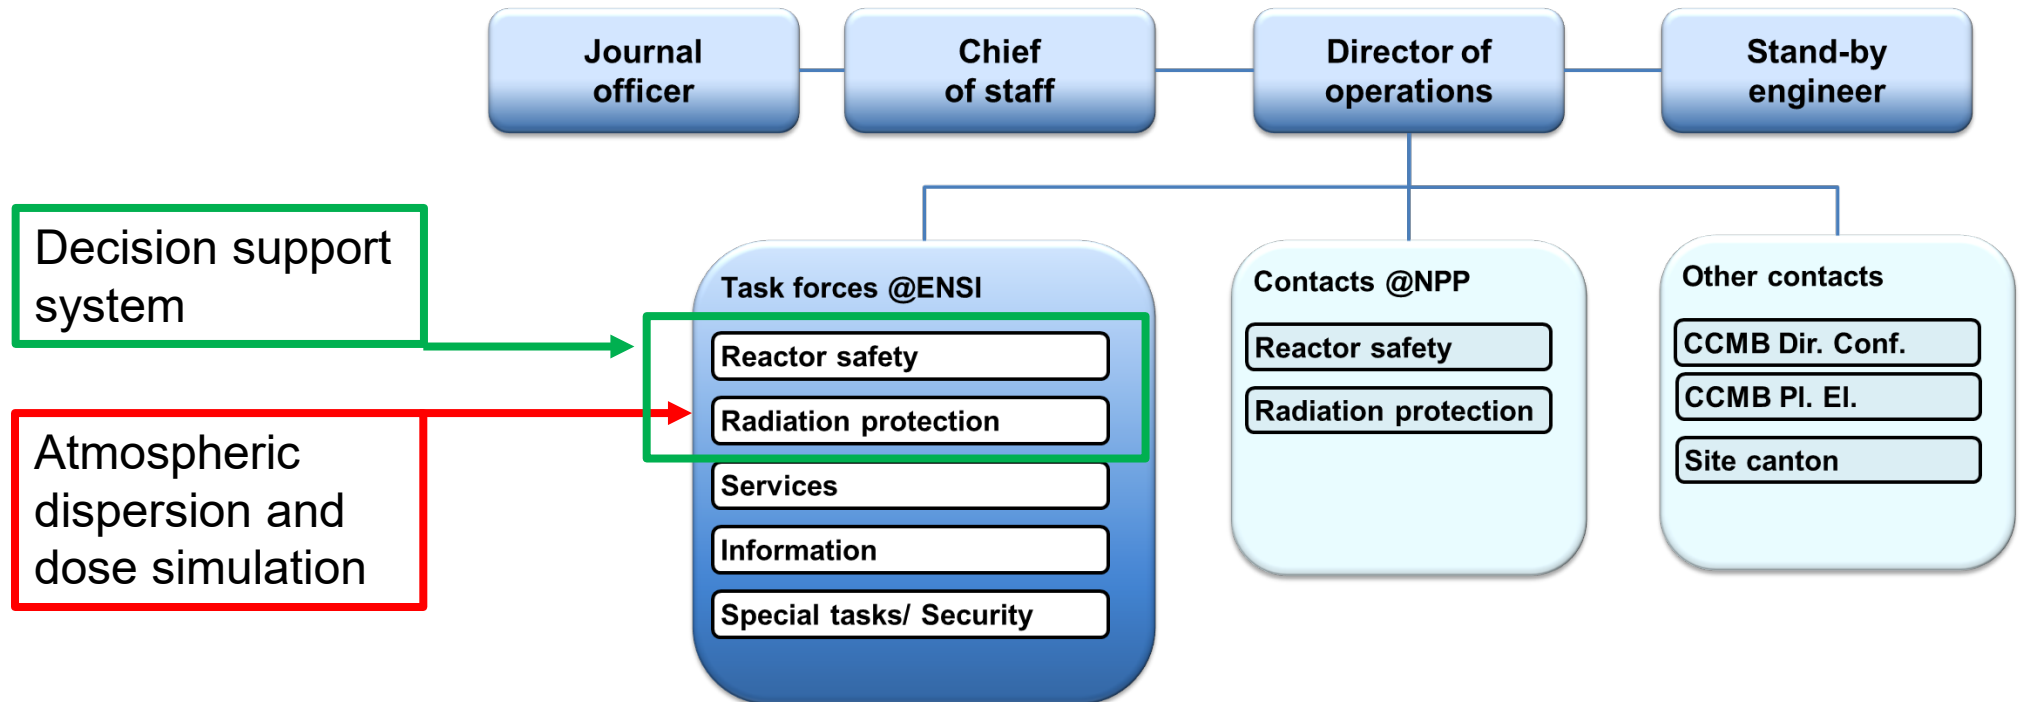 Journal
officer
Chief
of staff
Director of
operations
Stand-by
engineer
Decision support
system
Atmospheric
dispersion and
dose simulation
Task forces @ENSI
Reactor safety
Radiation protection
Services
Information
Special tasks/ Security
Contacts @NPP
Reactor safety
Radiation protection
Other contacts
CCMB Dir. Conf.
CCMB Pl. El.
Site canton